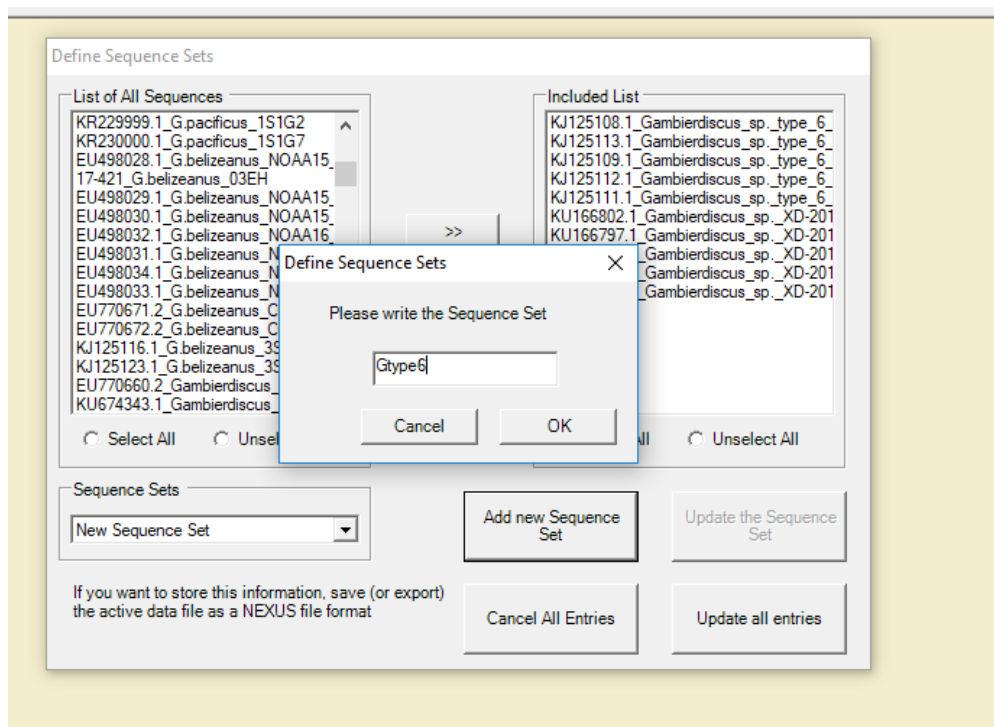 Define Sequence Sets
List of All Sequences
KR229999.1_G.pacificus_1S1G2
KR230000.1_G.pacificus_1S1G7
EU498028.1_G.belizeanus_NOAA15_
17-421_G.belizeanus_03EH
EU498029.1_G.belizeanus_NOAA15_
EU498030.1_G.belizeanus_NOAA15_
EU498032.1_G.belizeanus_NOAA16_
EU498031.1_G.belizeanus_N
EU498034.1_G.belizeanus_N
EU498033.1_G.belizeanus_N
EU770671.2_G.belizeanus_C
EU770672.2_G.belizeanus_C
KJ125116.1_G.belizeanus_3S
KJ125123.1_G.belizeanus_3S
EU770660.2_Gambierdiscus_
KU674343.1_Gambierdiscus_
Select All Unsel
>>
Included List
KJ125108.1_Gambierdiscus_sp._type_6_
KJ125113.1_Gambierdiscus_sp._type_6_
KJ125109.1_Gambierdiscus_sp._type_6_
KJ125112.1_Gambierdiscus_sp._type_6_
KJ125111.1_Gambierdiscus_sp._type_6_
KU166802.1_Gambierdiscus_sp._XD-201
KU166797.1_Gambierdiscus_sp._XD-201
_Gambierdiscus_sp._XD-201
_Gambierdiscus_sp._XD-201
_Gambierdiscus_sp._XD-201
All Unselect All
Define Sequence Sets
Please write the Sequence Set
Gtype6
Cancel OK
Sequence Sets
New Sequence Set
Add new Sequence
Set
Update the Sequence
Set
If you want to store this information, save (or export)
the active data file as a NEXUS file format
Cancel All Entries
Update all entries